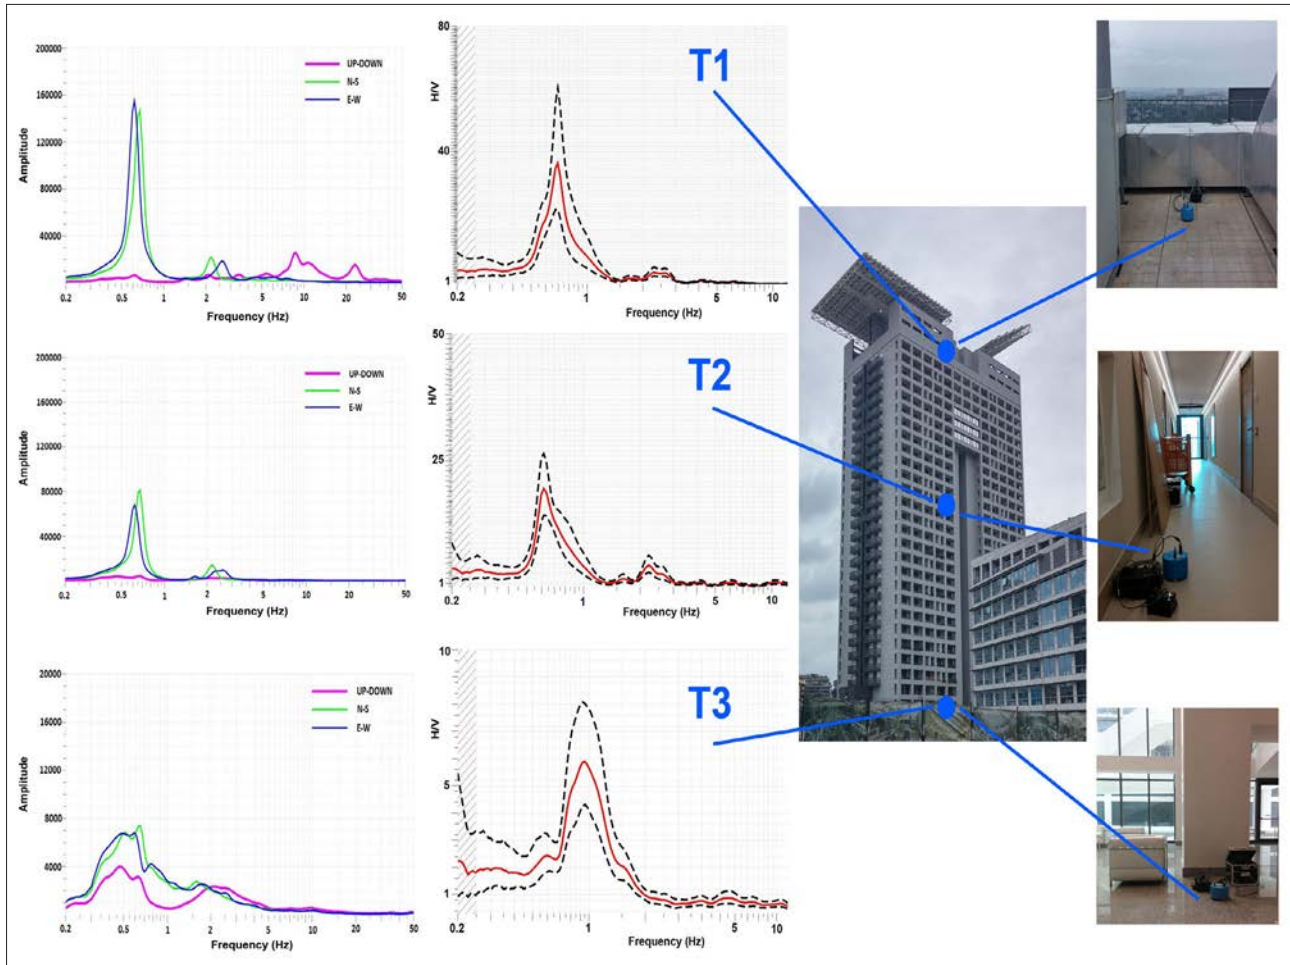 200000
160000
120000
80000
40000
Amplitude
UP-DOWN
N-S
E-W
0.2 0.5 1 2 5 10 20 50
Frequency (Hz)
80
40
1
H/V
0.2 1 10
Frequency (Hz)
T1
200000
160000
120000
80000
40000
Amplitude
UP-DOWN
N-S
E-W
0.2 0.5 1 2 5 10 20 50
Frequency (Hz)
50
25
1
H/V
0.2 1 10
Frequency (Hz)
T2
20000
16000
12000
8000
4000
Amplitude
UP-DOWN
N-S
E-W
0.2 0.5 1 2 5 10 20 50
Frequency (Hz)
10
5
1
H/V
0.2 1 5 10
Frequency (Hz)
T3